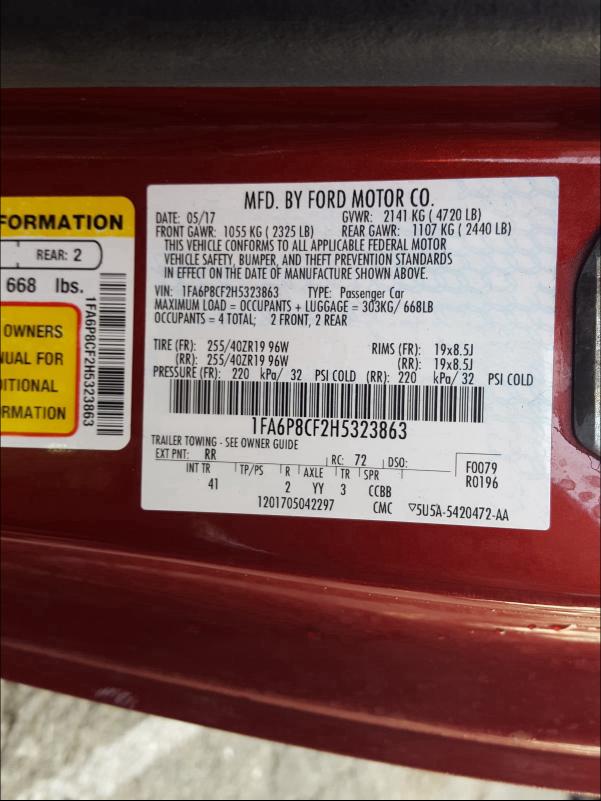 FORMATION
REAR: 2
668 lbs.
OWNERS
NUAL FOR
DITIONAL
ORMATION
1FA6P8CF2H5323863
MFD. BY FORD MOTOR CO.
DATE: 05/17 GVWR: 2141 KG ( 4720 LB)
FRONT GAWR: 1055 KG ( 2325 LB) REAR GAWR: 1107 KG ( 2440 LB)
THIS VEHICLE CONFORMS TO ALL APPLICABLE FEDERAL MOTOR
VEHICLE SAFETY, BUMPER, AND THEFT PREVENTION STANDARDS
IN EFFECT ON THE DATE OF MANUFACTURE SHOWN ABOVE.
VIN: 1FA6P8CF2H5323863 TYPE: Passenger Car
MAXIMUM LOAD = OCCUPANTS + LUGGAGE = 303KG/ 668LB
OCCUPANTS = 4 TOTAL; 2 FRONT, 2 REAR
TIRE (FR): 255/40ZR19 96W RIMS (FR): 19x8.5J
(RR): 255/40ZR19 96W (RR): 19x8.5J
PRESSURE (FR): 220 kPa/ 32 PSI COLD (RR): 220 kPa/ 32 PSI COLD
1FA6P8CF2H5323863
TRAILER TOWING - SEE OWNER GUIDE
EXT PNT: RR RC: 72 DSO: F0079
INT TR TP/PS R AXLE TR SPR R0196
41 2 YY 3 CCBB
1201705042297 CMC ▽5U5A-5420472-AA